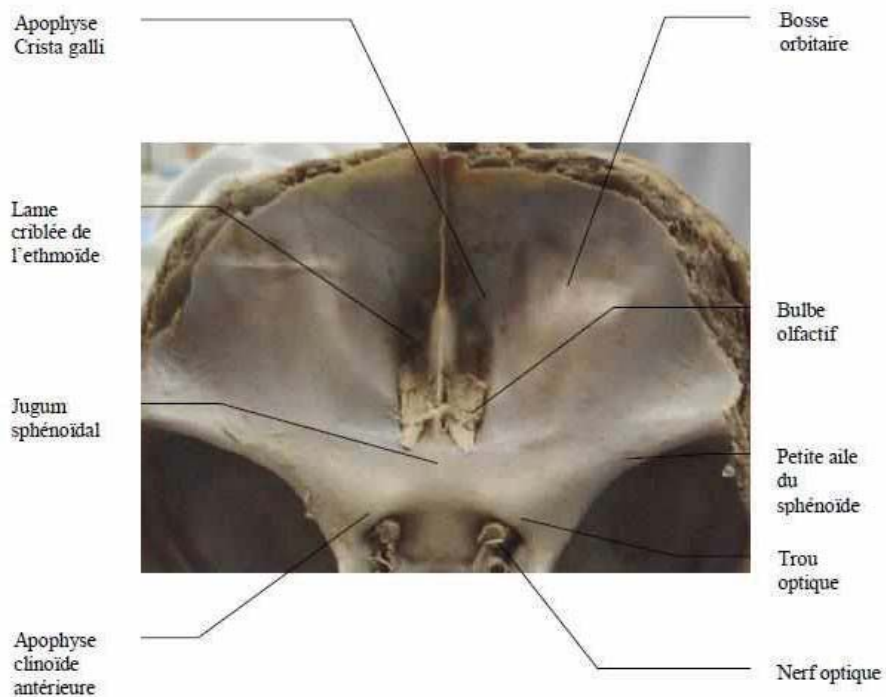 Apophyse
Crista galli
Bosse
orbitaire
Lame
criblée de
l'ethmoïde
Bulbe
olfactif
Jugum
sphénoïdal
Petite aile
du
sphénoïde
Trou
optique
Apophyse
clinoïde
antérieure
Nerf optique